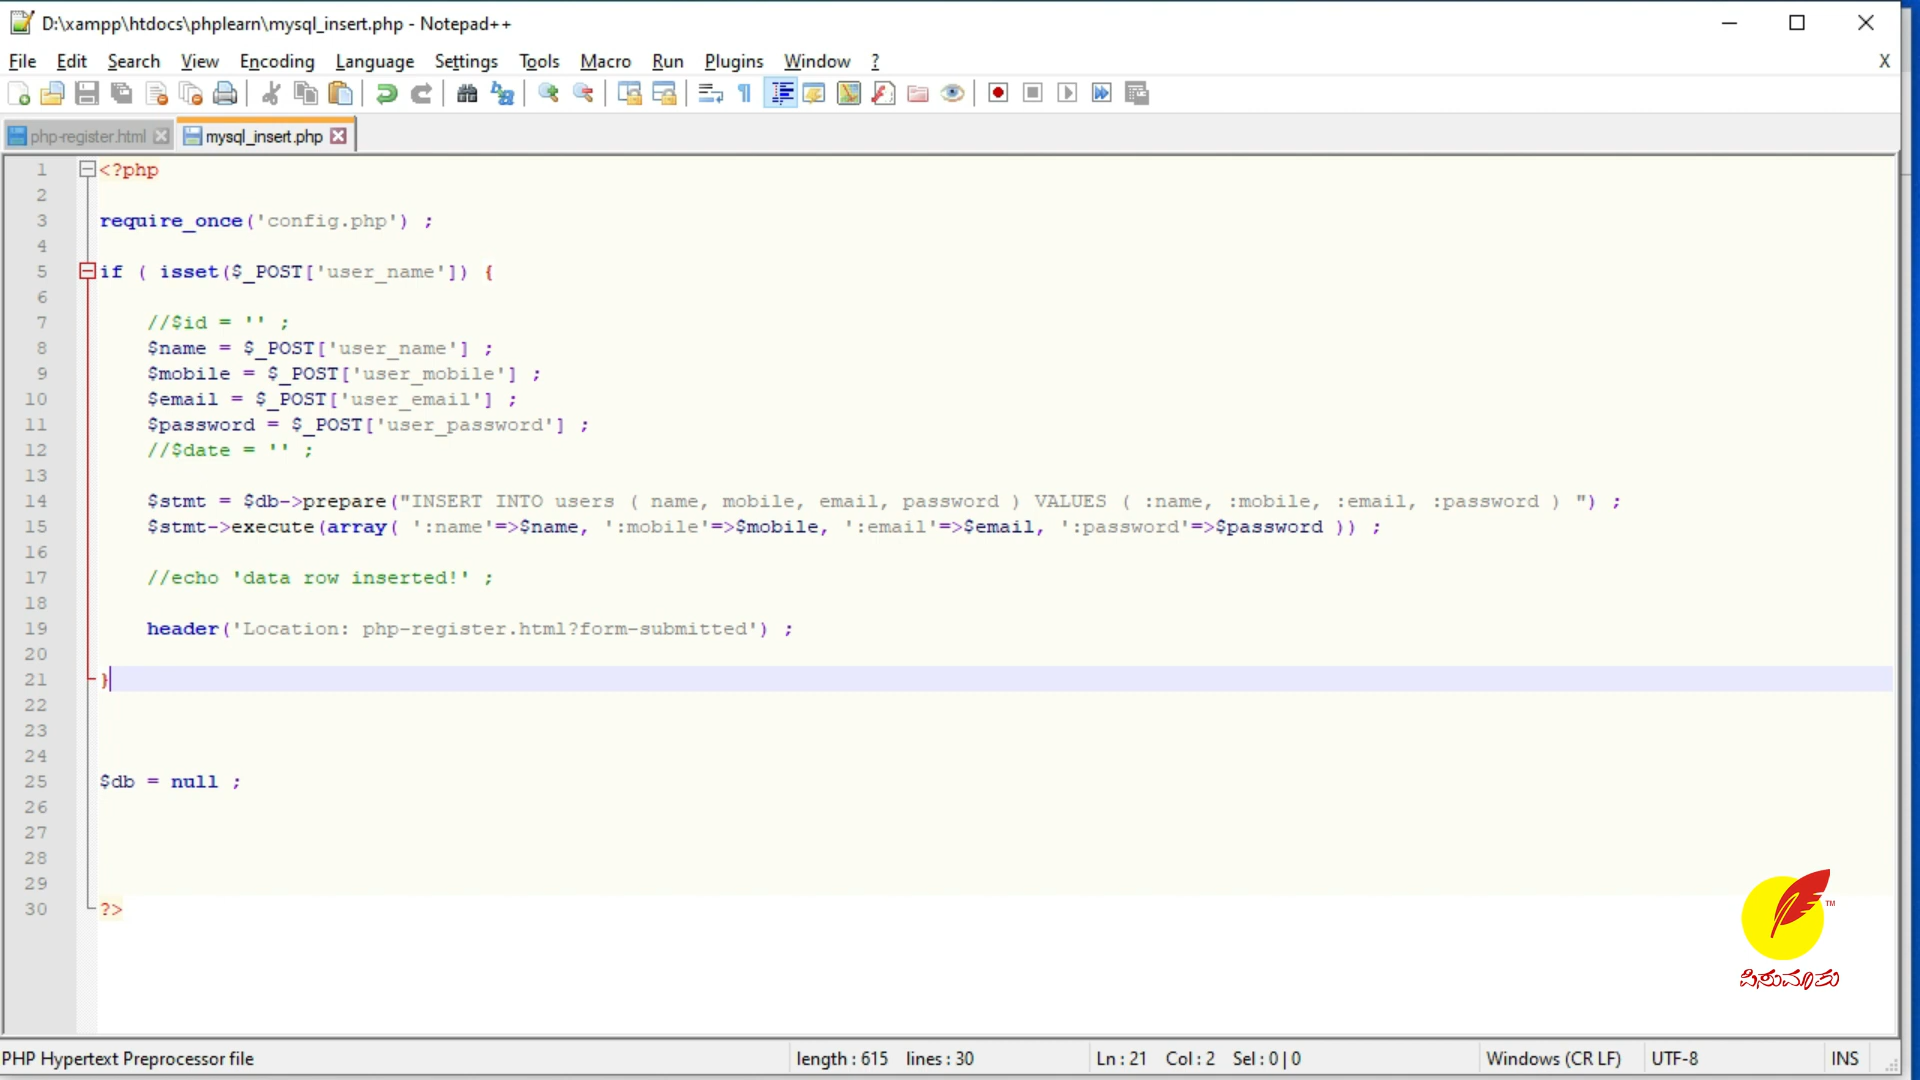 D:\xampp\htdocs\phplearn\mysql_insert.php - Notepad++
File Edit Search View Encoding Language Settings Tools Macro Run Plugins Window ? X
php-register.html mysql_insert.php
1 <?php
2
3 require_once('config.php') ;
4
5 if ( isset($_POST['user_name']) {
6
7 //$id = '' ;
8 $name = $_POST['user_name'] ;
9 $mobile = $_POST['user_mobile'] ;
10 $email = $_POST['user_email'] ;
11 $password = $_POST['user_password'] ;
12 //$date = '' ;
13
14 $stmt = $db->prepare("INSERT INTO users ( name, mobile, email, password ) VALUES ( :name, :mobile, :email, :password ) ") ;
15 $stmt->execute(array( ':name'=>$name, ':mobile'=>$mobile, ':email'=>$email, ':password'=>$password )) ;
16
17 //echo 'data row inserted!' ;
18
19 header('Location: php-register.html?form-submitted') ;
20
21 }
22
23
24
25 $db = null ;
26
27
28
29
30 ?>
TM
PHP Hypertext Preprocessor file length : 615 lines : 30 Ln : 21 Col : 2 Sel : 0 | 0 Windows (CR LF) UTF-8 INS